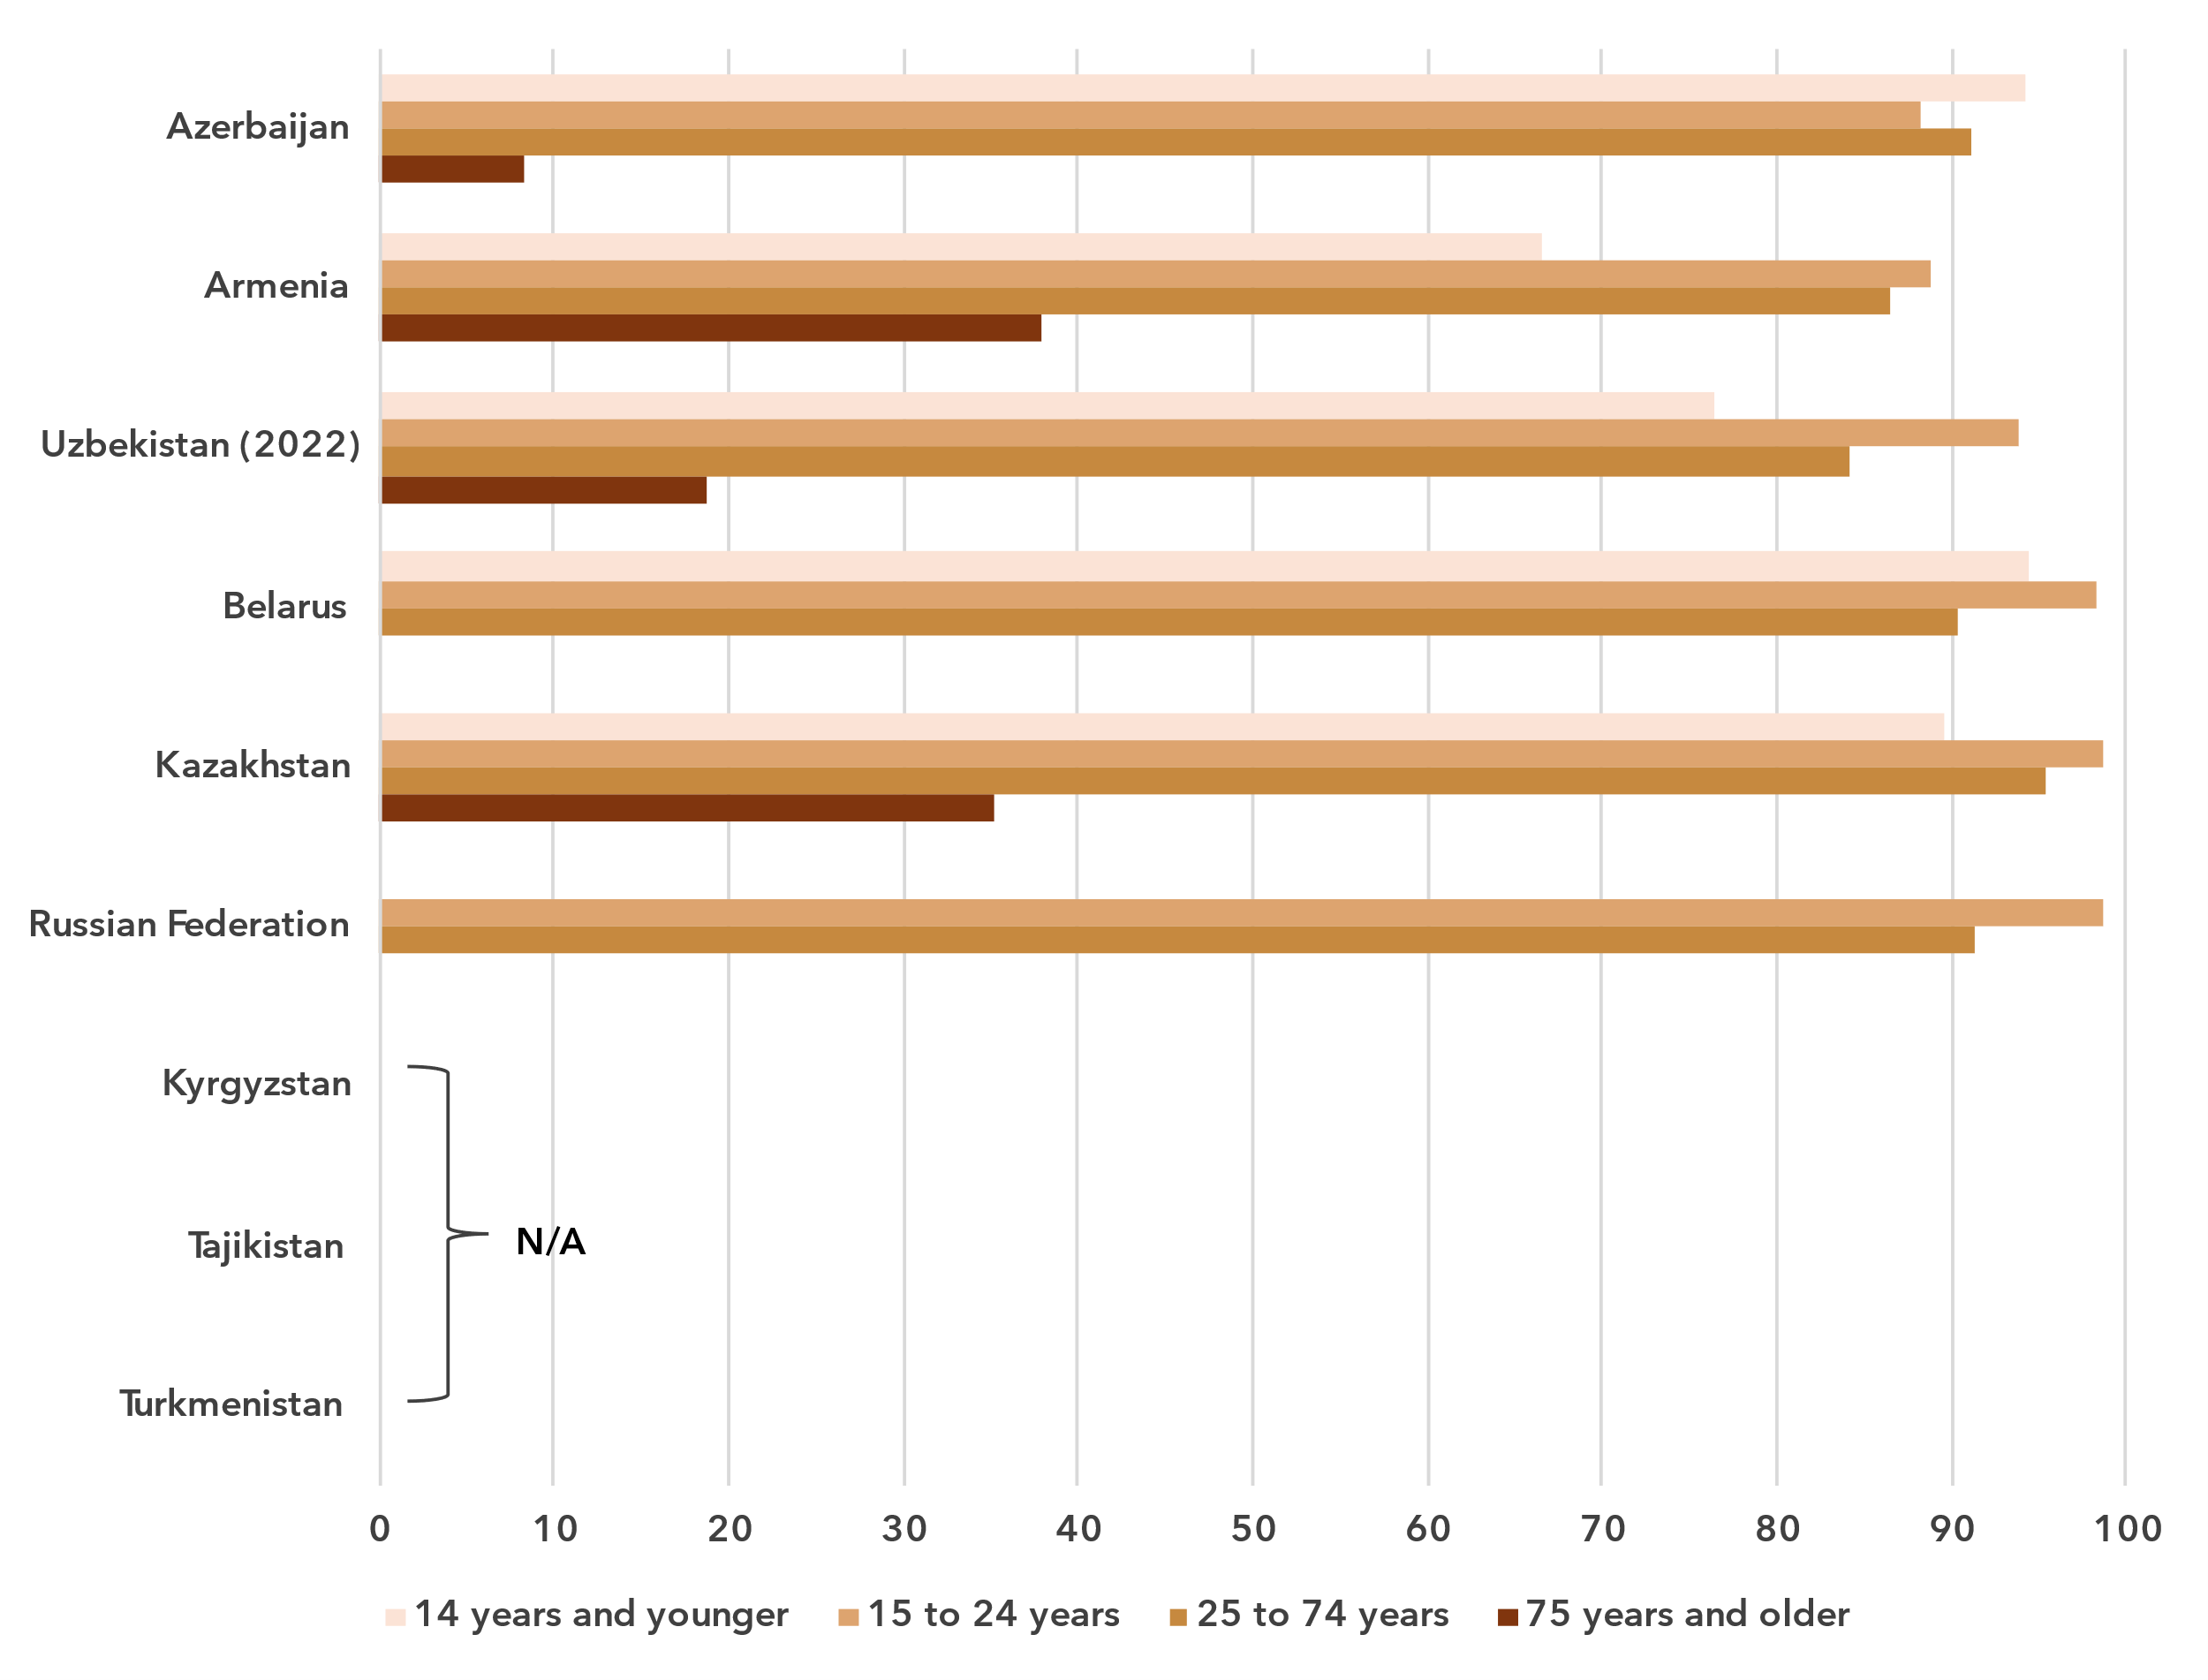 Azerbaijan
Armenia
Uzbekistan (2022)
Belarus
Kazakhstan
Russian Federation
Kyrgyzstan
Tajikistan
N/A
Turkmenistan
0 10 20 30 40 50 60 70 80 90 100
14 years and younger 15 to 24 years 25 to 74 years 75 years and older